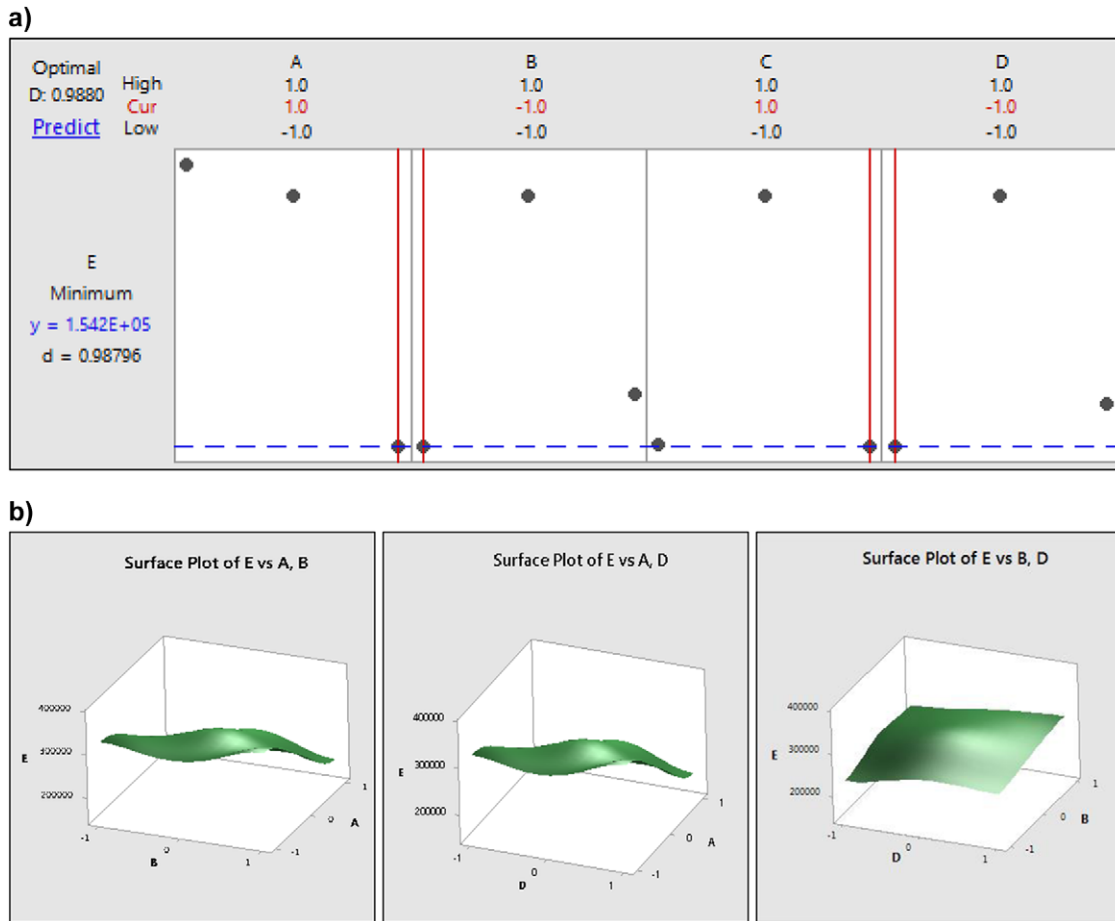 a)
Optimal
D: 0.9880
Predict
High
Cur
Low
A
1.0
1.0
-1.0
B
1.0
-1.0
-1.0
C
1.0
1.0
-1.0
D
1.0
-1.0
-1.0
E
Minimum
y = 1.542E+05
d = 0.98796
b)
Surface Plot of E vs A, B
400000
300000
200000
E
-1
0
1
B
-1
0
1
A
Surface Plot of E vs A, D
400000
300000
200000
E
-1
0
1
D
-1
0
1
A
Surface Plot of E vs B, D
400000
300000
200000
E
-1
0
1
D
-1
0
1
B